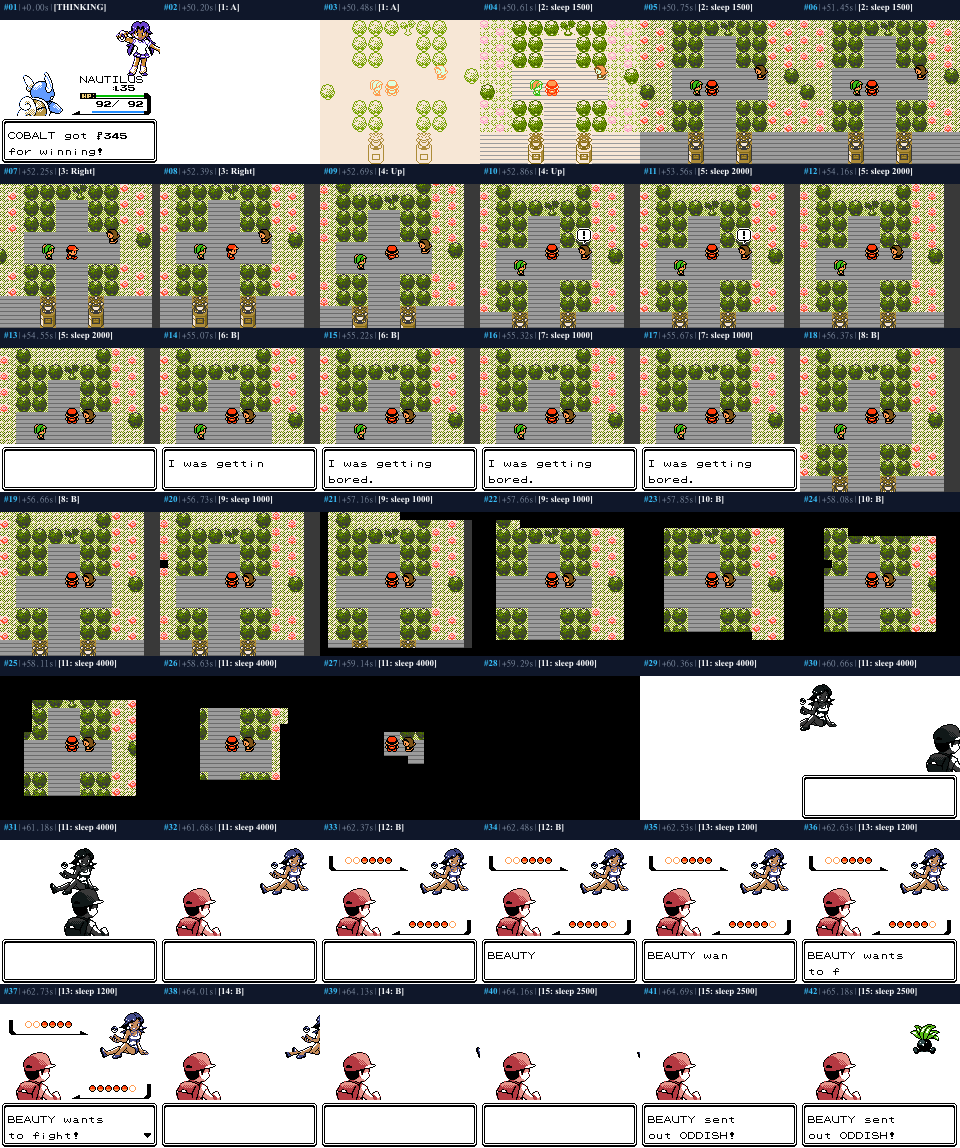 #01|+0.00s| [THINKING]
#02|+50.20s| [1: A]
#03|+50.48s| [1: A]
#04|+50.61s| [2: sleep 1500]
#05|+50.75s| [2: sleep 1500]
#06|+51.45s| [2: sleep 1500]
NAUTILUS
:L35
HP:
92/ 92
COBALT got ₽345
for winning!
#07|+52.25s| [3: Right]
#08|+52.39s| [3: Right]
#09|+52.69s| [4: Up]
#10|+52.86s| [4: Up]
#11|+53.56s| [5: sleep 2000]
#12|+54.16s| [5: sleep 2000]
!
!
#13|+54.55s| [5: sleep 2000]
#14|+55.07s| [6: B]
#15|+55.22s| [6: B]
#16|+55.32s| [7: sleep 1000]
#17|+55.67s| [7: sleep 1000]
#18|+56.37s| [8: B]
I was gettin
I was getting
bored.
I was getting
bored.
I was getting
bored.
#19|+56.66s| [8: B]
#20|+56.73s| [9: sleep 1000]
#21|+57.16s| [9: sleep 1000]
#22|+57.66s| [9: sleep 1000]
#23|+57.85s| [10: B]
#24|+58.08s| [10: B]
#25|+58.11s| [11: sleep 4000]
#26|+58.63s| [11: sleep 4000]
#27|+59.14s| [11: sleep 4000]
#28|+59.29s| [11: sleep 4000]
#29|+60.36s| [11: sleep 4000]
#30|+60.66s| [11: sleep 4000]
#31|+61.18s| [11: sleep 4000]
#32|+61.68s| [11: sleep 4000]
#33|+62.37s| [12: B]
#34|+62.48s| [12: B]
#35|+62.53s| [13: sleep 1200]
#36|+62.63s| [13: sleep 1200]
BEAUTY
BEAUTY wan
BEAUTY wants
to f
#37|+62.73s| [13: sleep 1200]
#38|+64.01s| [14: B]
#39|+64.13s| [14: B]
#40|+64.16s| [15: sleep 2500]
#41|+64.69s| [15: sleep 2500]
#42|+65.18s| [15: sleep 2500]
BEAUTY wants
to fight!
BEAUTY sent
out ODDISH!
BEAUTY sent
out ODDISH!